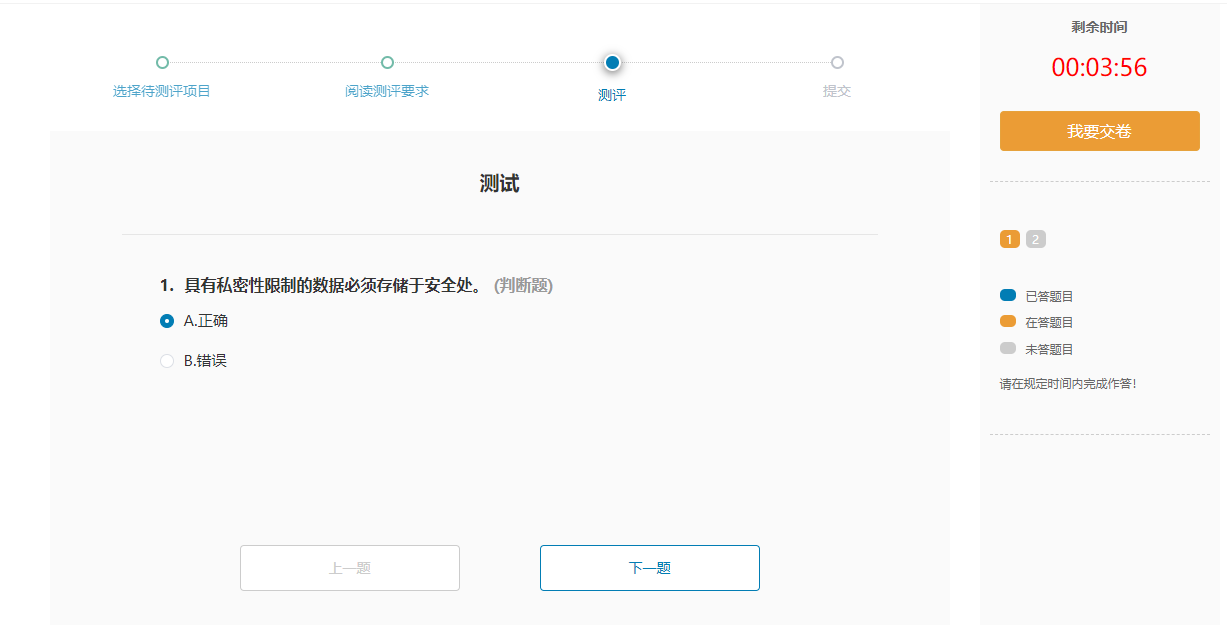 选择待测评项目
阅读测评要求
测评
提交
测试
1. 具有私密性限制的数据必须存储于安全处。 (判断题)
A.正确
B.错误
上一题
下一题
剩余时间
00:03:56
我要交卷
1 2
已答题目
在答题目
未答题目
请在规定时间内完成作答!